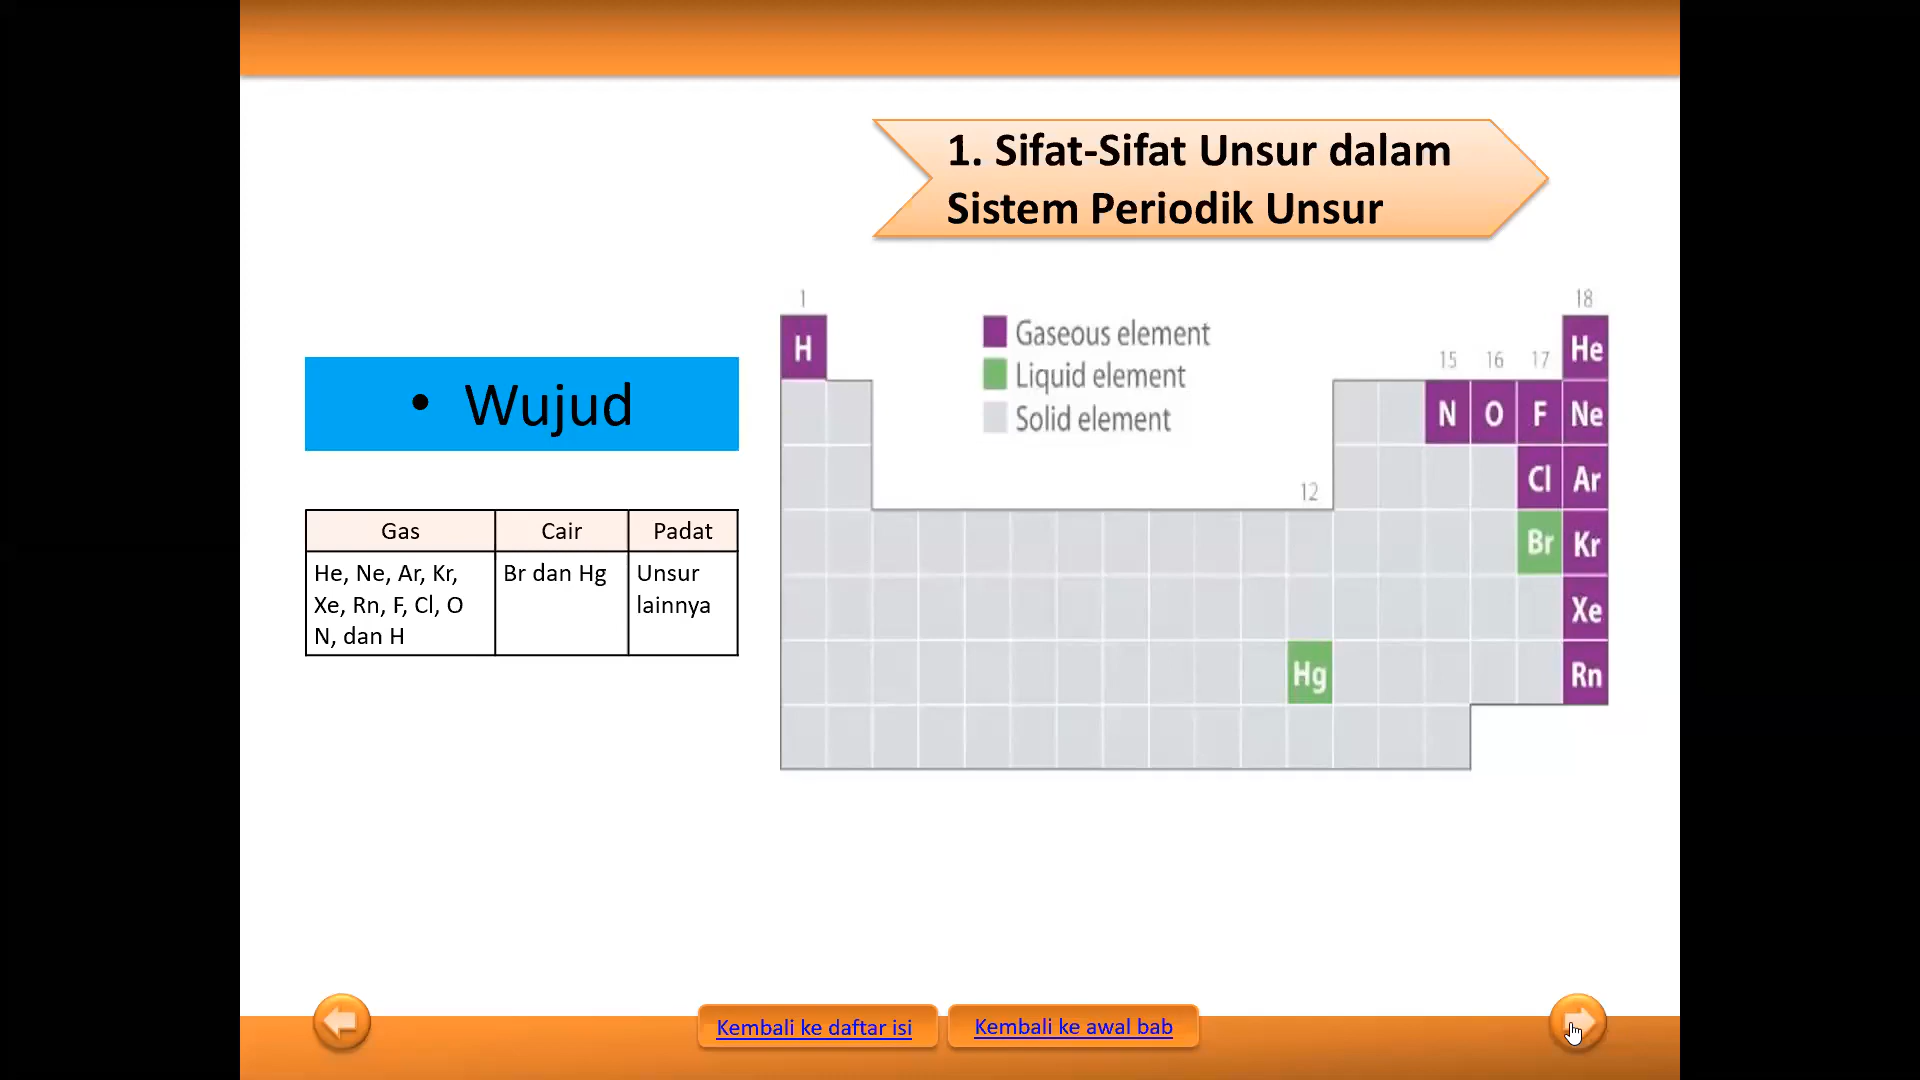 1. Sifat-Sifat Unsur dalam
Sistem Periodik Unsur
• Wujud
Gas Cair Padat
He, Ne, Ar, Kr, Br dan Hg Unsur
Xe, Rn, F, Cl, O lainnya
N, dan H
1 18
H Gaseous element He
15 16 17
Liquid element
N O F Ne
Solid element
Cl Ar
12
Br Kr
Xe
Hg Rn
Kembali ke daftar isi Kembali ke awal bab